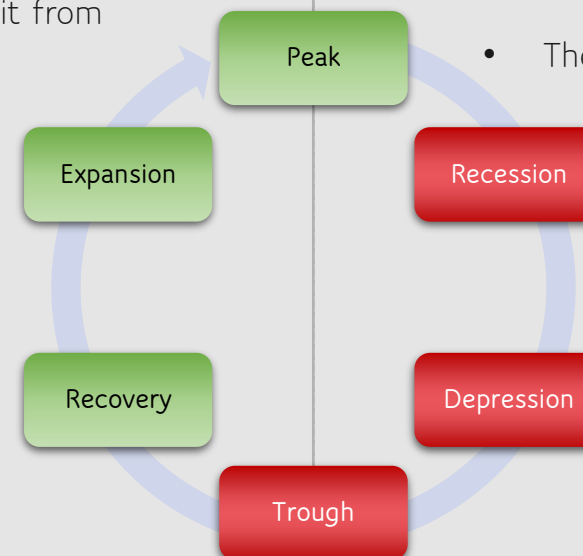 it from
Peak
• The
Expansion
Recession
Recovery
Depression
Trough